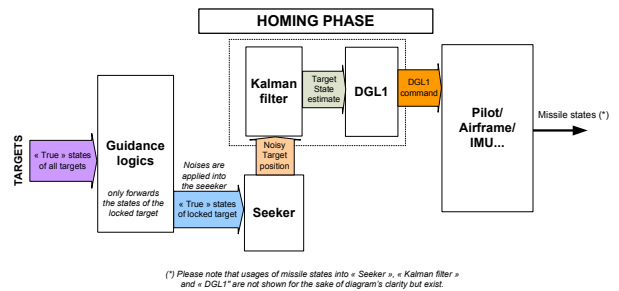 HOMING PHASE
Kalman
filter
Target
State
estimate
DGL1
DGL1
command
Pilot/
Airframe/
IMU...
Missile states (*)
TARGETS
« True » states
of all targets
Guidance
logics
only forwards
the states of the
locked target
Noises are
applied into
the seeeker
« True » states
of locked target
Noisy
Target
position
Seeker
(*) Please note that usages of missile states into « Seeker », « Kalman filter »
and « DGL1" are not shown for the sake of diagram's clarity but exist.